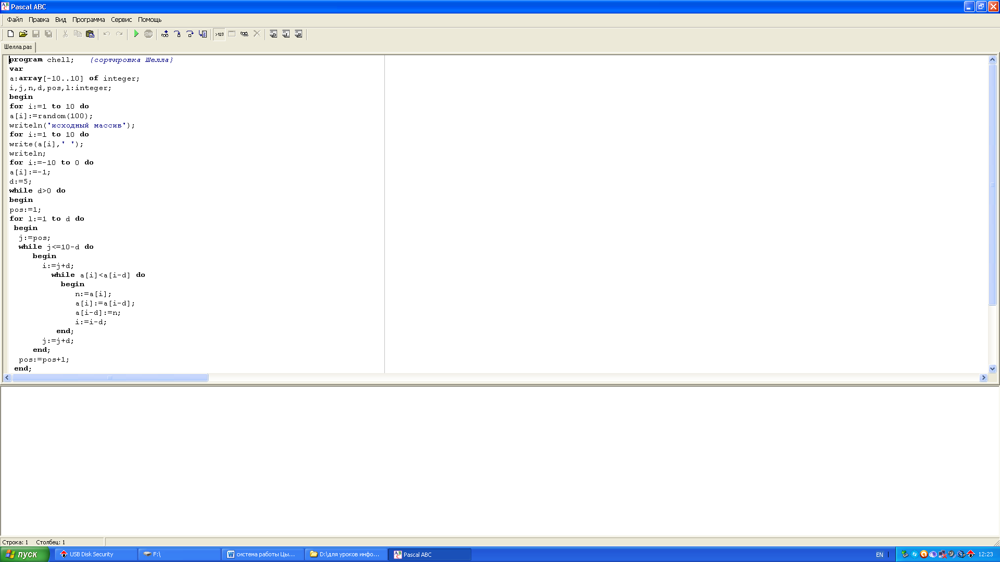 Pascal ABC
Файл Правка Вид Программа Сервис Помощь
STOP >123 D L R
Шелла.pas
program chell; {сортировка Шелла}
var
a:array[-10..10] of integer;
i,j,n,d,pos,l:integer;
begin
for i:=1 to 10 do
a[i]:=random(100);
writeln('исходный массив');
for i:=1 to 10 do
write(a[i],' ');
writeln;
for i:=-10 to 0 do
a[i]:=-1;
d:=5;
while d>0 do
begin
pos:=1;
for l:=1 to d do
begin
j:=pos;
while j<=10-d do
begin
i:=j+d;
while a[i]<a[i-d] do
begin
n:=a[i];
a[i]:=a[i-d];
a[i-d]:=n;
i:=i-d;
end;
j:=j+d;
end;
pos:=pos+1;
end;
Строка: 1 Столбец: 1
пуск USB Disk Security F:\ система работы Цы... D:\для уроков инфо... Pascal ABC EN 12:23